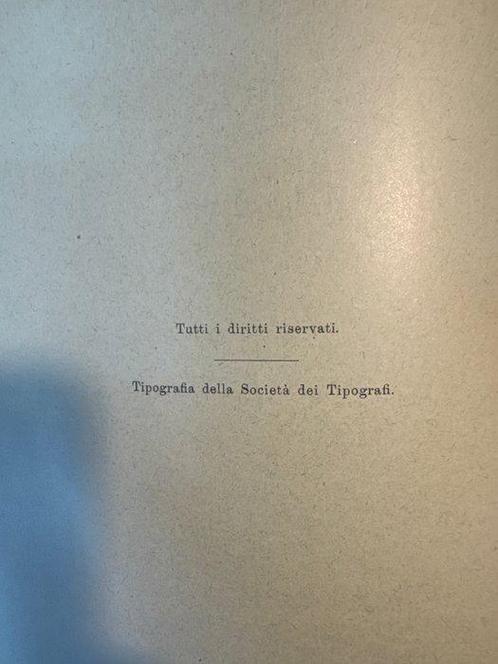 Tutti i diritti riservati.
Tipografia della Società dei Tipografi.